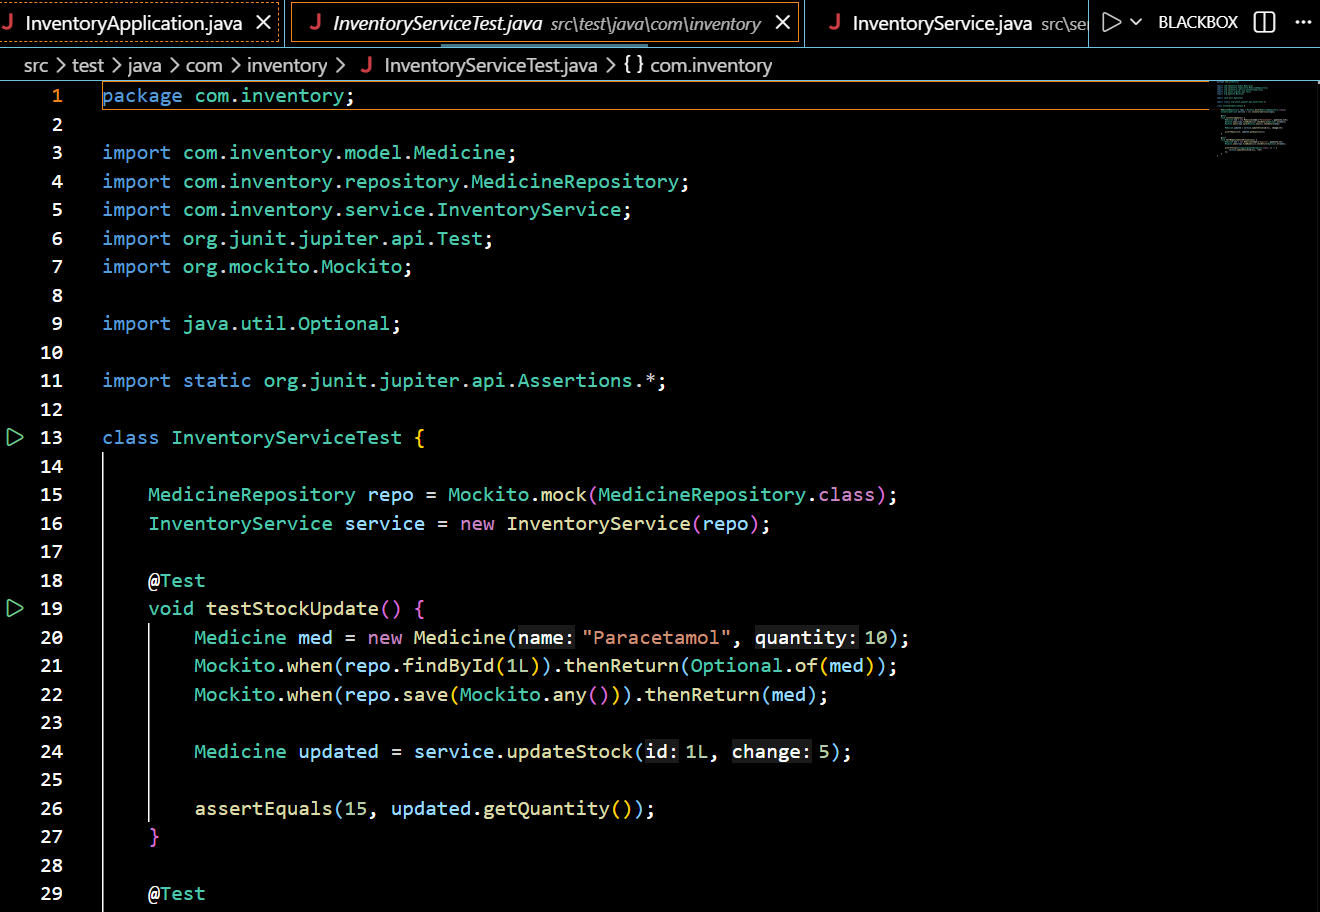 J InventoryApplication.java × J InventoryServiceTest.java src\test\java\com\inventory × J InventoryService.java src\se BLACKBOX ...
src > test > java > com > inventory > J InventoryServiceTest.java > {} com.inventory
1 package com.inventory;
2
3 import com.inventory.model.Medicine;
4 import com.inventory.repository.MedicineRepository;
5 import com.inventory.service.InventoryService;
6 import org.junit.jupiter.api.Test;
7 import org.mockito.Mockito;
8
9 import java.util.Optional;
10
11 import static org.junit.jupiter.api.Assertions.*;
12
13 class InventoryServiceTest {
14
15 MedicineRepository repo = Mockito.mock(MedicineRepository.class);
16 InventoryService service = new InventoryService(repo);
17
18 @Test
19 void testStockUpdate() {
20 Medicine med = new Medicine(name: "Paracetamol", quantity: 10);
21 Mockito.when(repo.findById(1L)).thenReturn(Optional.of(med));
22 Mockito.when(repo.save(Mockito.any())).thenReturn(med);
23
24 Medicine updated = service.updateStock(id: 1L, change: 5);
25
26 assertEquals(15, updated.getQuantity());
27 }
28
29 @Test